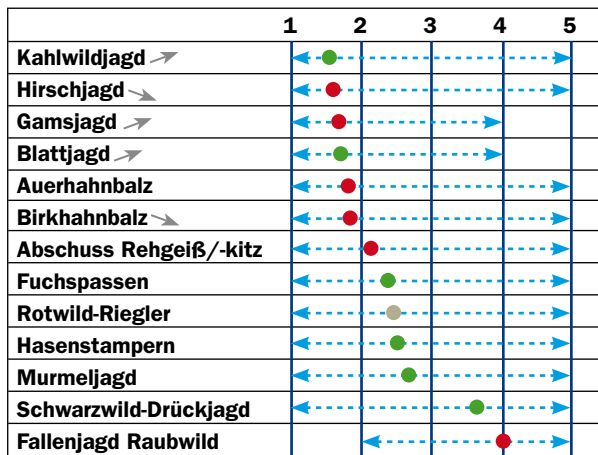 1 2 3 4 5
Kahlwildjagd
Hirschjagd
Gamsjagd
Blattjagd
Auerhahnbalz
Birkhahnbalz
Abschuss Rehgeiß/-kitz
Fuchspassen
Rotwild-Riegler
Hasenstampern
Murmeljagd
Schwarzwild-Drückjagd
Fallenjagd Raubwild